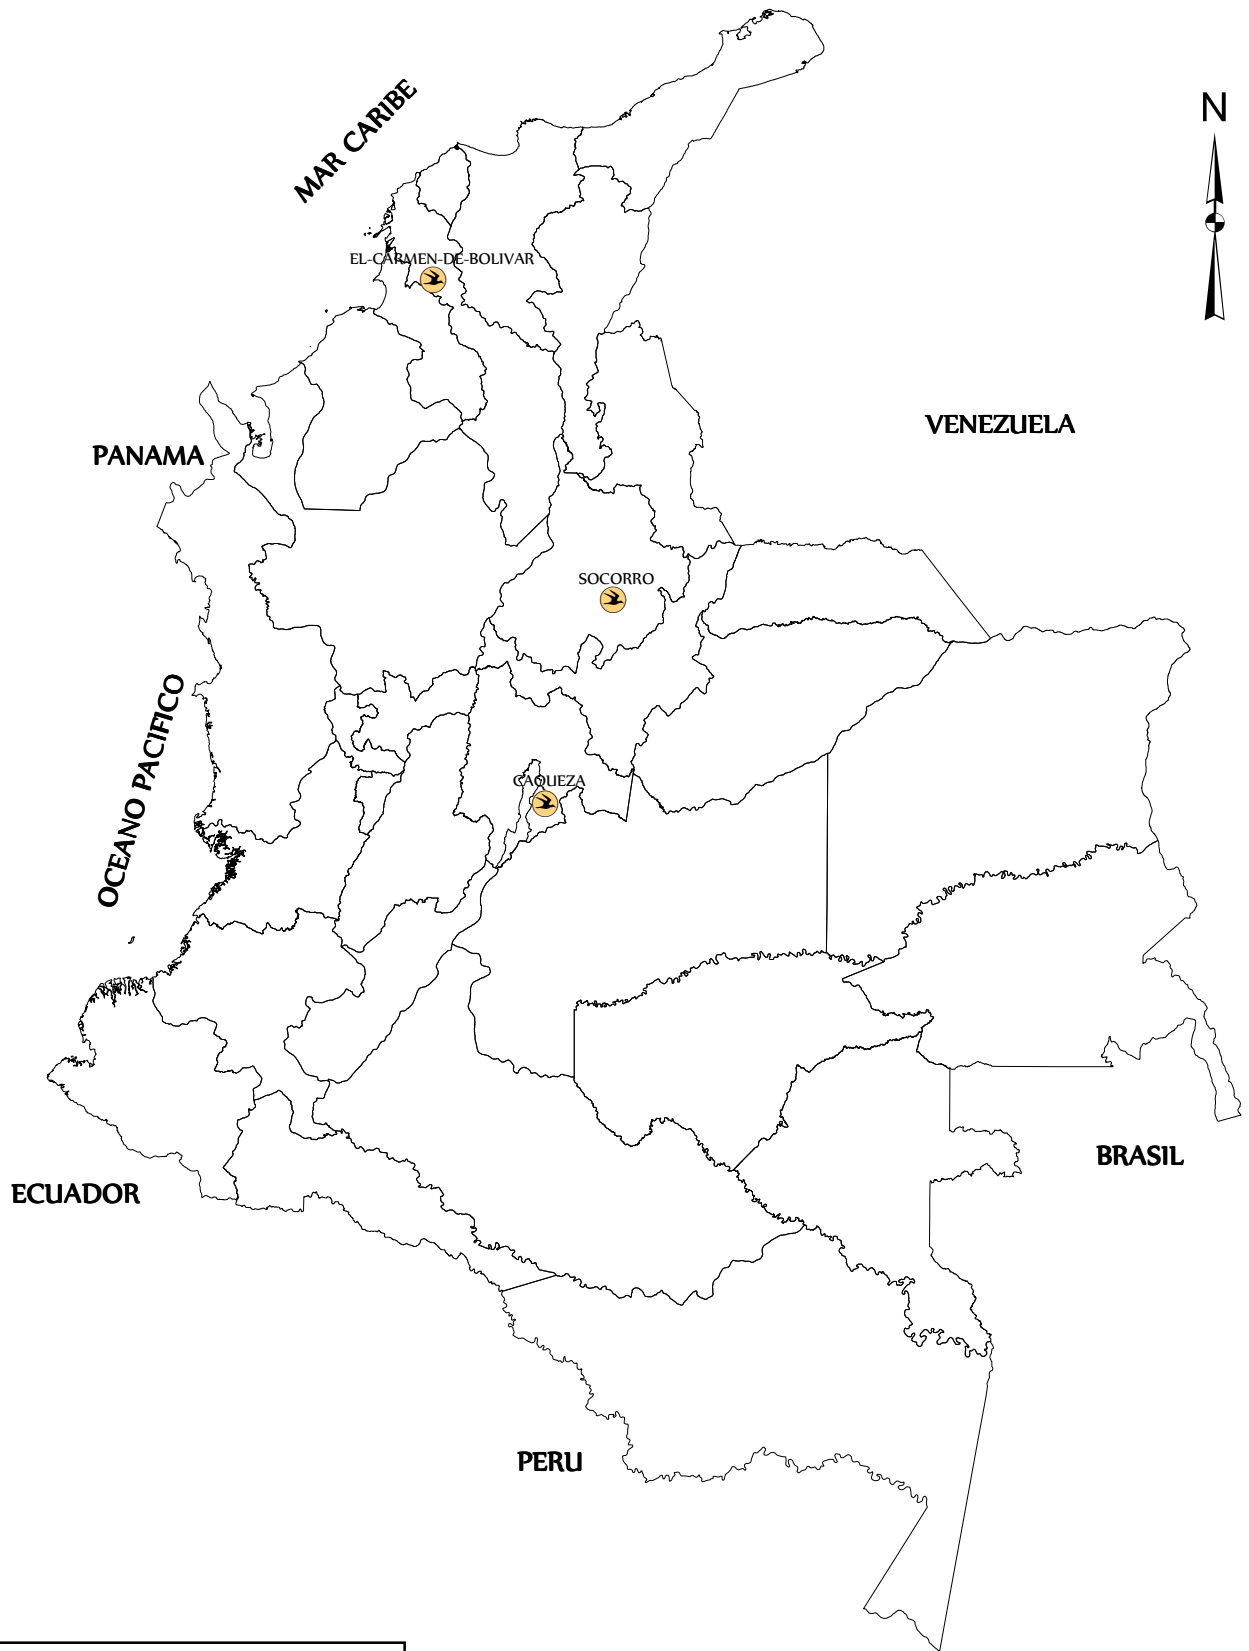 N
MAR CARIBE
EL-CARMEN-DE-BOLIVAR
VENEZUELA
PANAMA
SOCORRO
OCEANO PACIFICO
CAQUEZA
BRASIL
ECUADOR
PERU